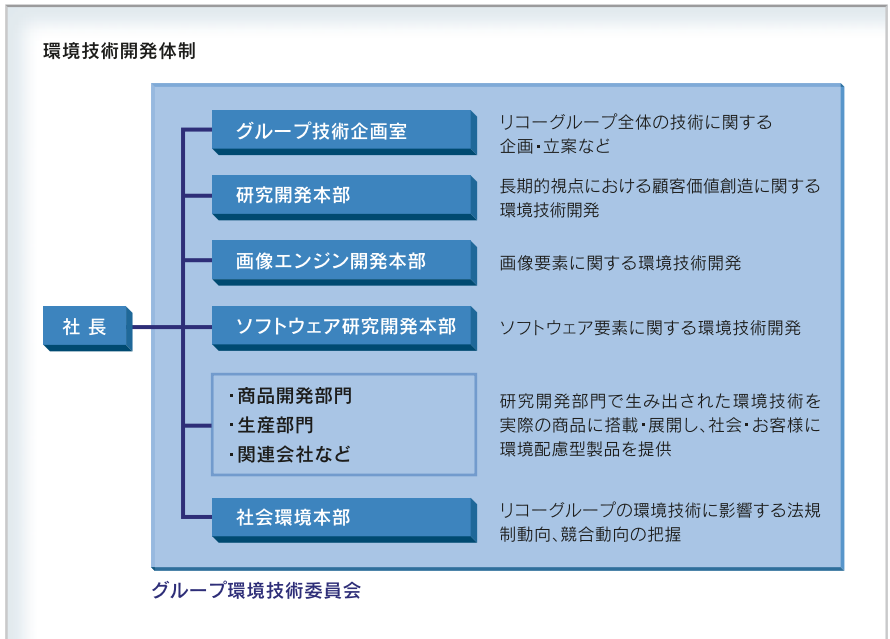 環境技術開発体制
グループ技術企画室
リコーグループ全体の技術に関する
企画・立案など
研究開発本部
長期的視点における顧客価値創造に関する
環境技術開発
画像エンジン開発本部
画像要素に関する環境技術開発
社長
ソフトウェア研究開発本部
ソフトウェア要素に関する環境技術開発
・商品開発部門
・生産部門
・関連会社など
研究開発部門で生み出された環境技術を
実際の商品に搭載・展開し、社会・お客様に
環境配慮型製品を提供
社会環境本部
リコーグループの環境技術に影響する法規
制動向、競合動向の把握
グループ環境技術委員会